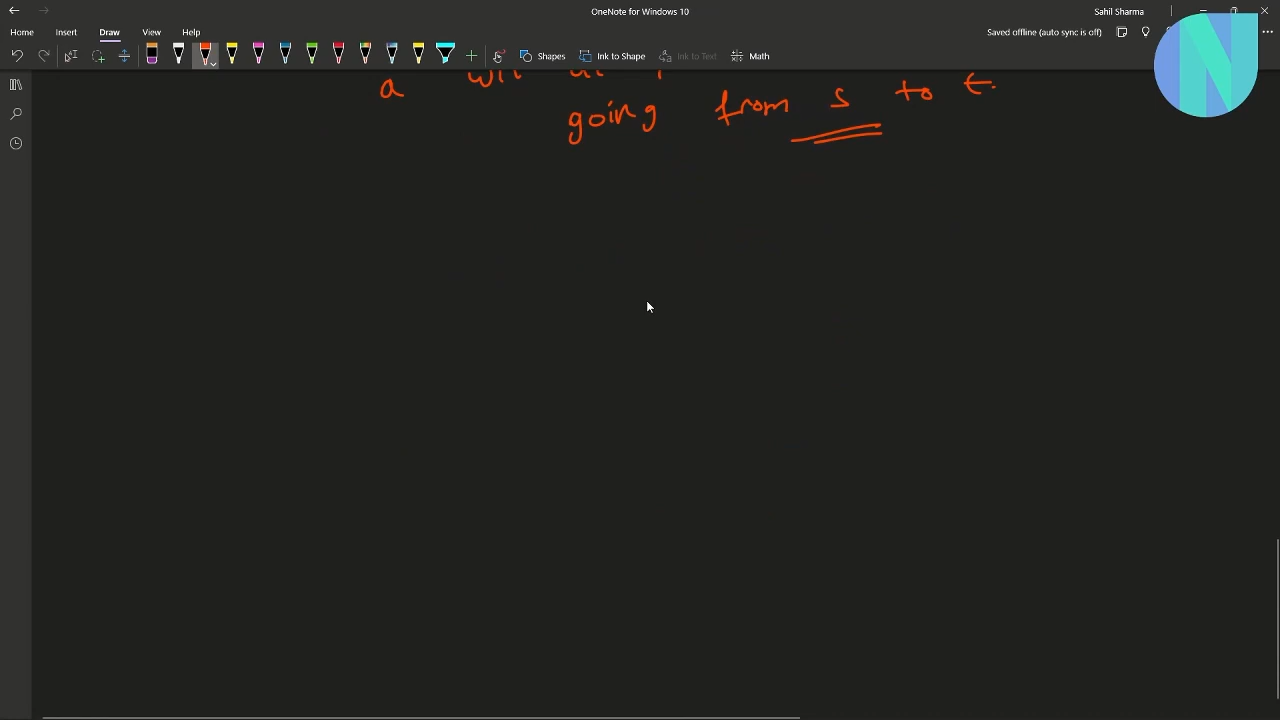 OneNote for Windows 10
Sahil Sharma
Home Insert Draw View Help
Saved offline (auto sync is off)
Shapes Ink to Shape Ink to Text Math
a
going from s to t.